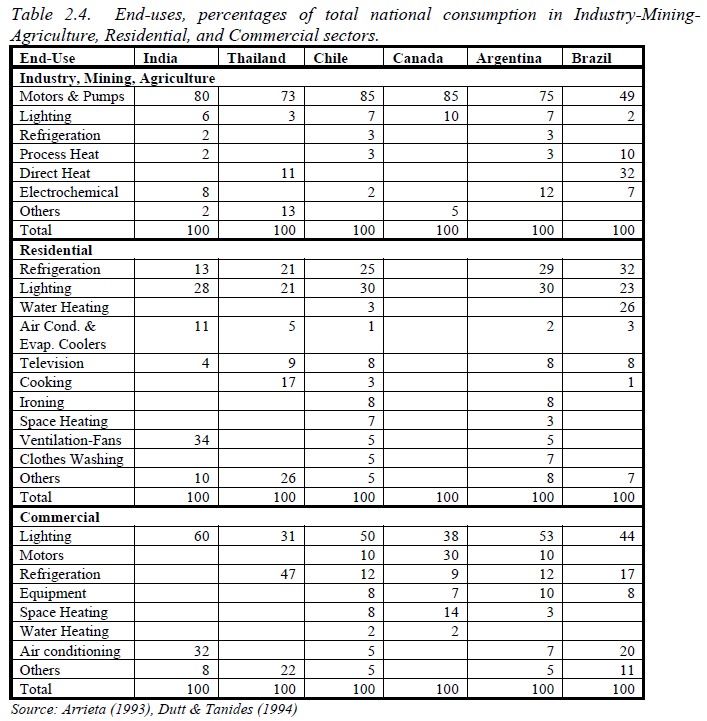 Table 2.4. End-uses, percentages of total national consumption in Industry-Mining-
Agriculture, Residential, and Commercial sectors.
End-Use India Thailand Chile Canada Argentina Brazil
Industry, Mining, Agriculture
Motors & Pumps 80 73 85 85 75 49
Lighting 6 3 7 10 7 2
Refrigeration 2 3 3
Process Heat 2 3 3 10
Direct Heat 11 32
Electrochemical 8 2 12 7
Others 2 13 5
Total 100 100 100 100 100 100
Residential
Refrigeration 13 21 25 29 32
Lighting 28 21 30 30 23
Water Heating 3 26
Air Cond. & 11 5 1 2 3
Evap. Coolers
Television 4 9 8 8 8
Cooking 17 3 1
Ironing 8 8
Space Heating 7 3
Ventilation-Fans 34 5 5
Clothes Washing 5 7
Others 10 26 5 8 7
Total 100 100 100 100 100 100
Commercial
Lighting 60 31 50 38 53 44
Motors 10 30 10
Refrigeration 47 12 9 12 17
Equipment 8 7 10 8
Space Heating 8 14 3
Water Heating 2 2
Air conditioning 32 5 7 20
Others 8 22 5 5 11
Total 100 100 100 100 100 100
Source: Arrieta (1993), Dutt & Tanides (1994)